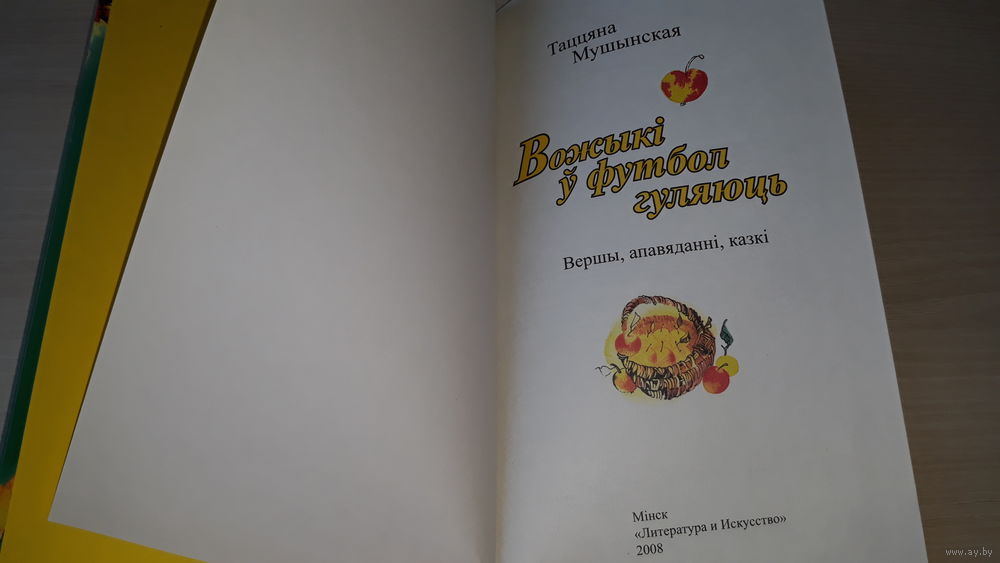 Таццяна
Мушынская
Вожыкі
ў футбол
гуляюць
Вершы, апавяданні, казкі
Мінск
«Литература и Искусство»
2008
www.ay.by